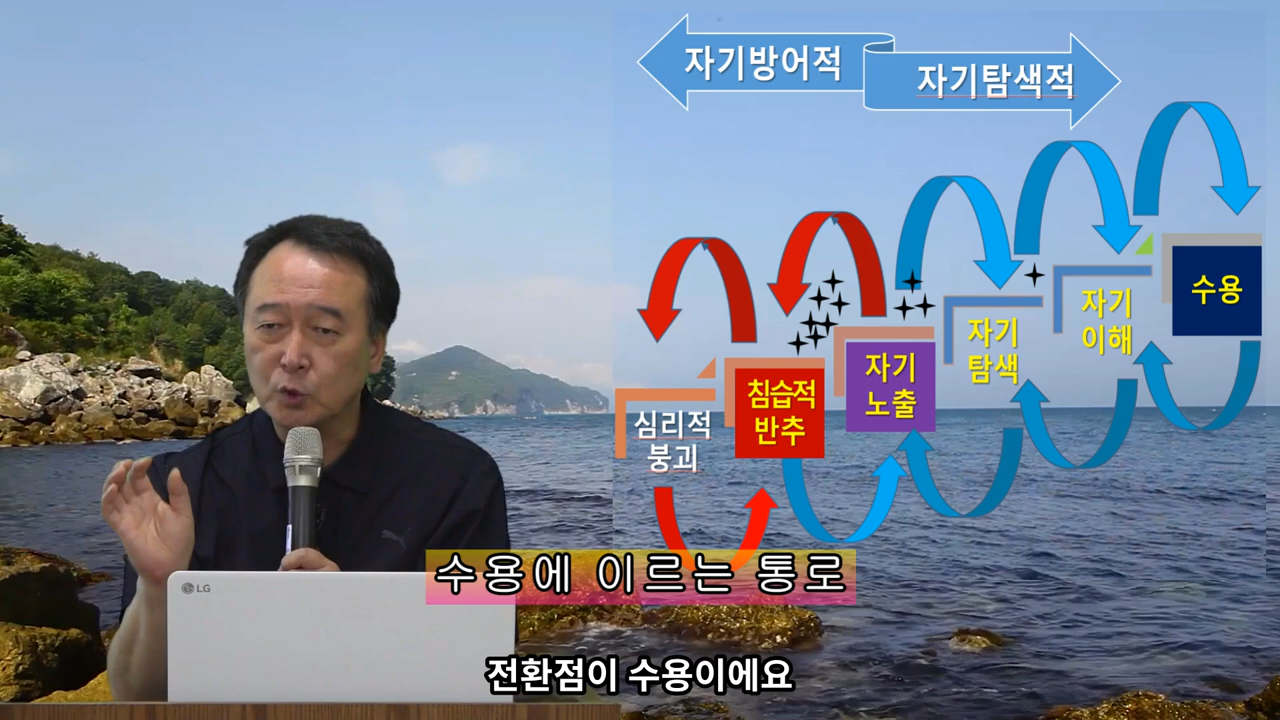 자기방어적
자기탐색적
수용
자기
이해
자기
탐색
자기
노출
침습적
반추
심리적
붕괴
수용에 이르는 통로
LG
전환점이 수용이에요